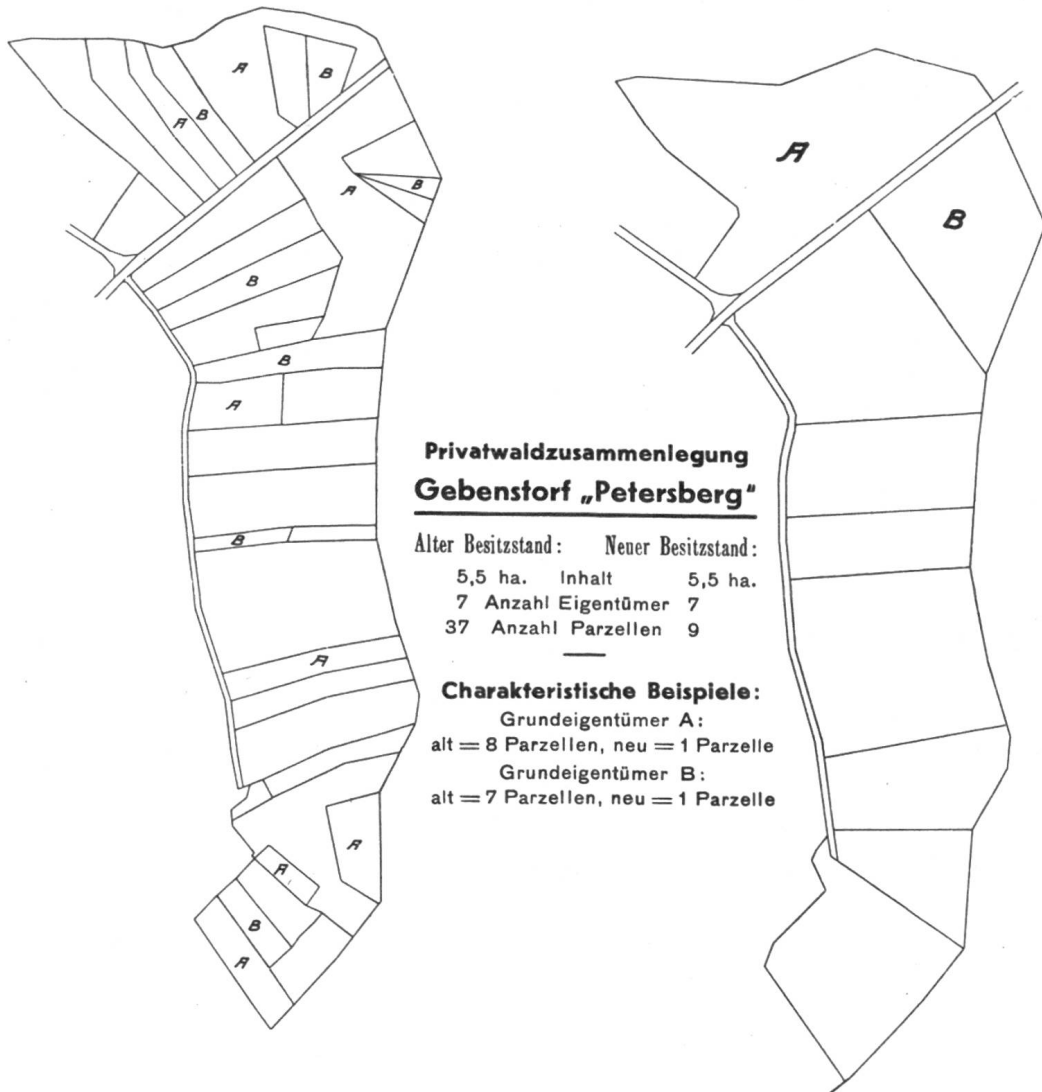 A
B
A B
A
B
B
B
A
B
A
A
A
B
A
Privatwaldzusammenlegung
Gebenstorf „Petersberg“
Alter Besitzstand: Neuer Besitzstand:
5,5 ha. Inhalt 5,5 ha.
7 Anzahl Eigentümer 7
37 Anzahl Parzellen 9
Charakteristische Beispiele:
Grundeigentümer A:
alt = 8 Parzellen, neu = 1 Parzelle
Grundeigentümer B:
alt = 7 Parzellen, neu = 1 Parzelle
A
B